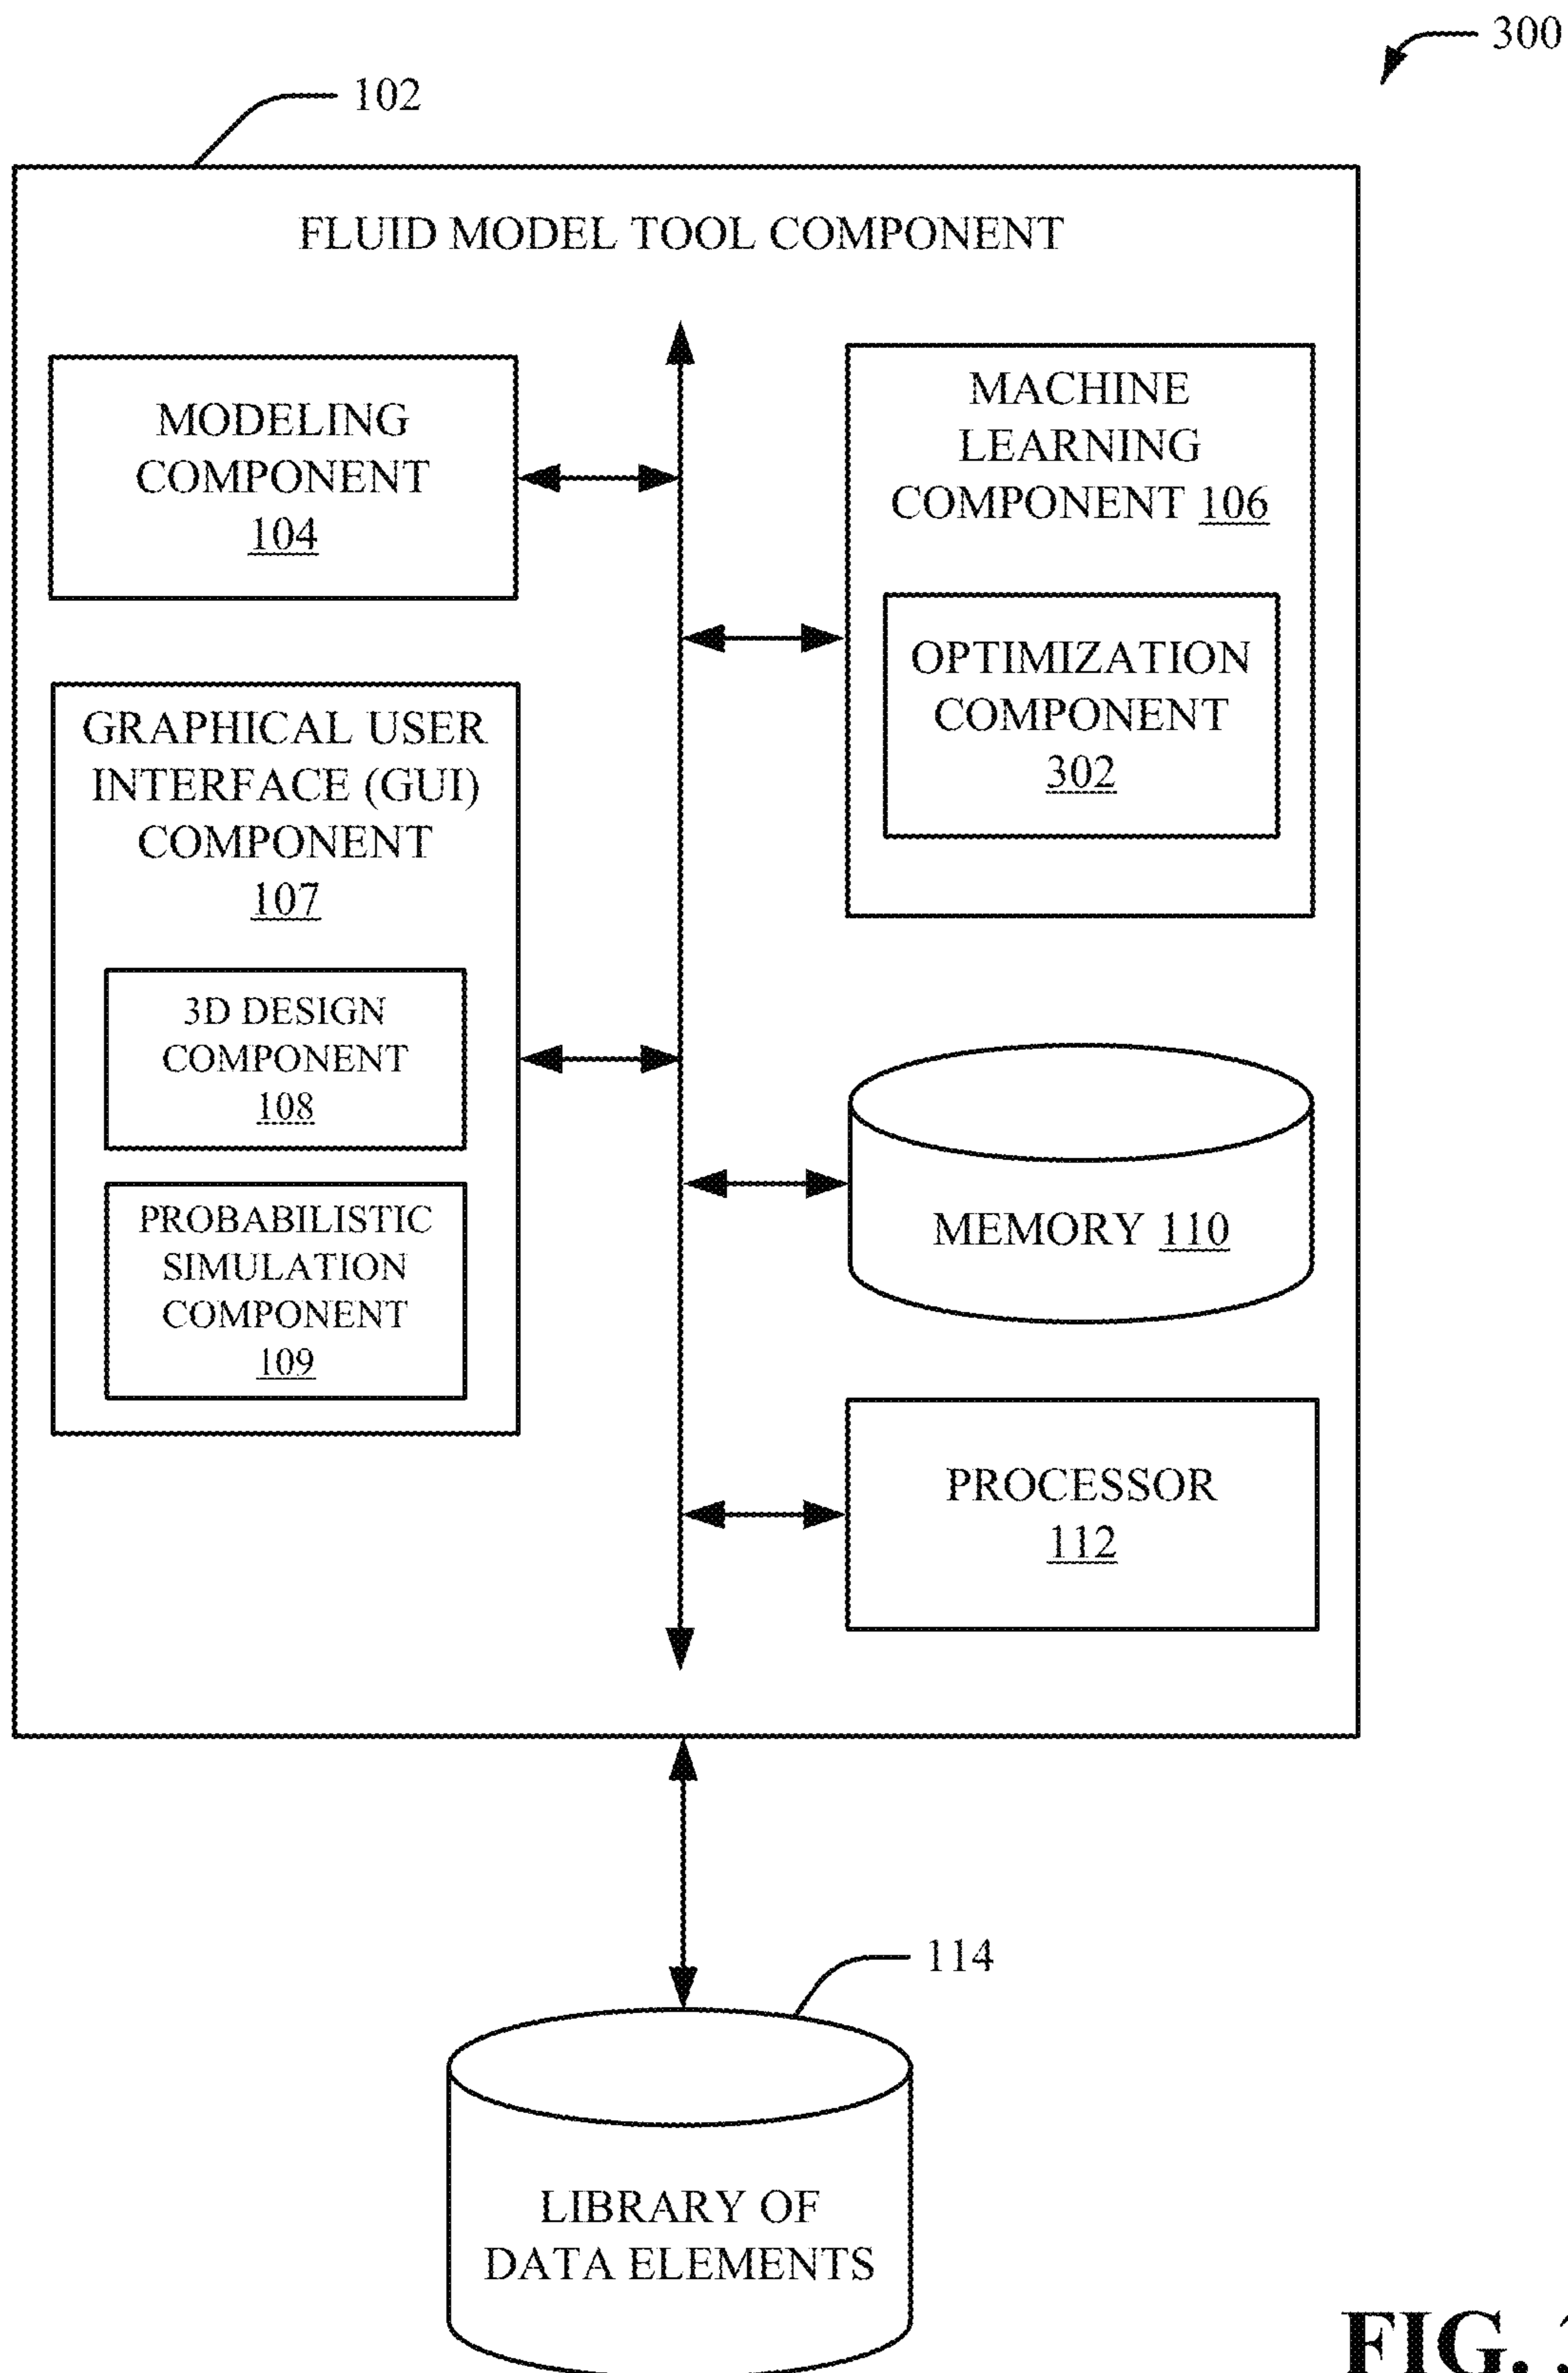 300
102
FLUID MODEL TOOL COMPONENT
MODELING
COMPONENT
104
MACHINE
LEARNING
COMPONENT 106
OPTIMIZATION
COMPONENT
302
GRAPHICAL USER
INTERFACE (GUI)
COMPONENT
107
3D DESIGN
COMPONENT
108
PROBABILISTIC
SIMULATION
COMPONENT
109
MEMORY 110
PROCESSOR
112
114
LIBRARY OF
DATA ELEMENTS
FIG.